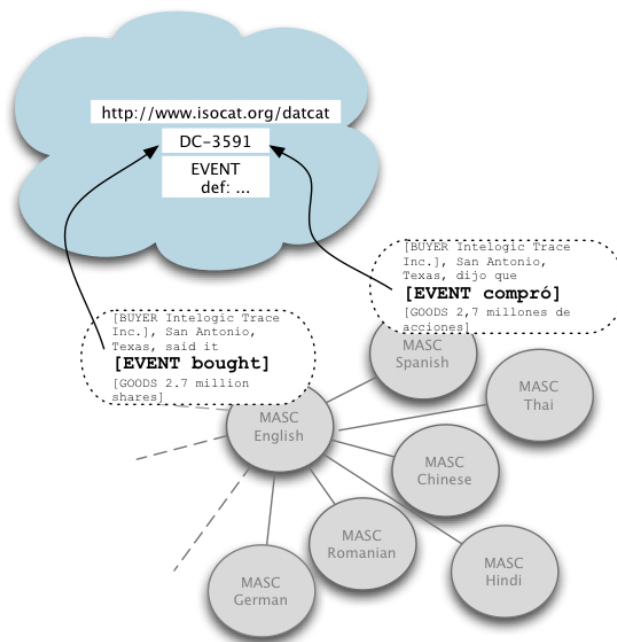 http://www.isocat.org/datcat
DC-3591
EVENT
def: ...
[BUYER Intelogic Trace
Inc.], San Antonio,
Texas, dijo que
[EVENT compró]
[GOODS 2,7 millones de
acciones]
[BUYER Intelogic Trace
Inc.], San Antonio,
Texas, said it
[EVENT bought]
[GOODS 2.7 million
shares]
MASC
Spanish
MASC
Thai
MASC
English
MASC
Chinese
MASC
Romanian
MASC
Hindi
MASC
German